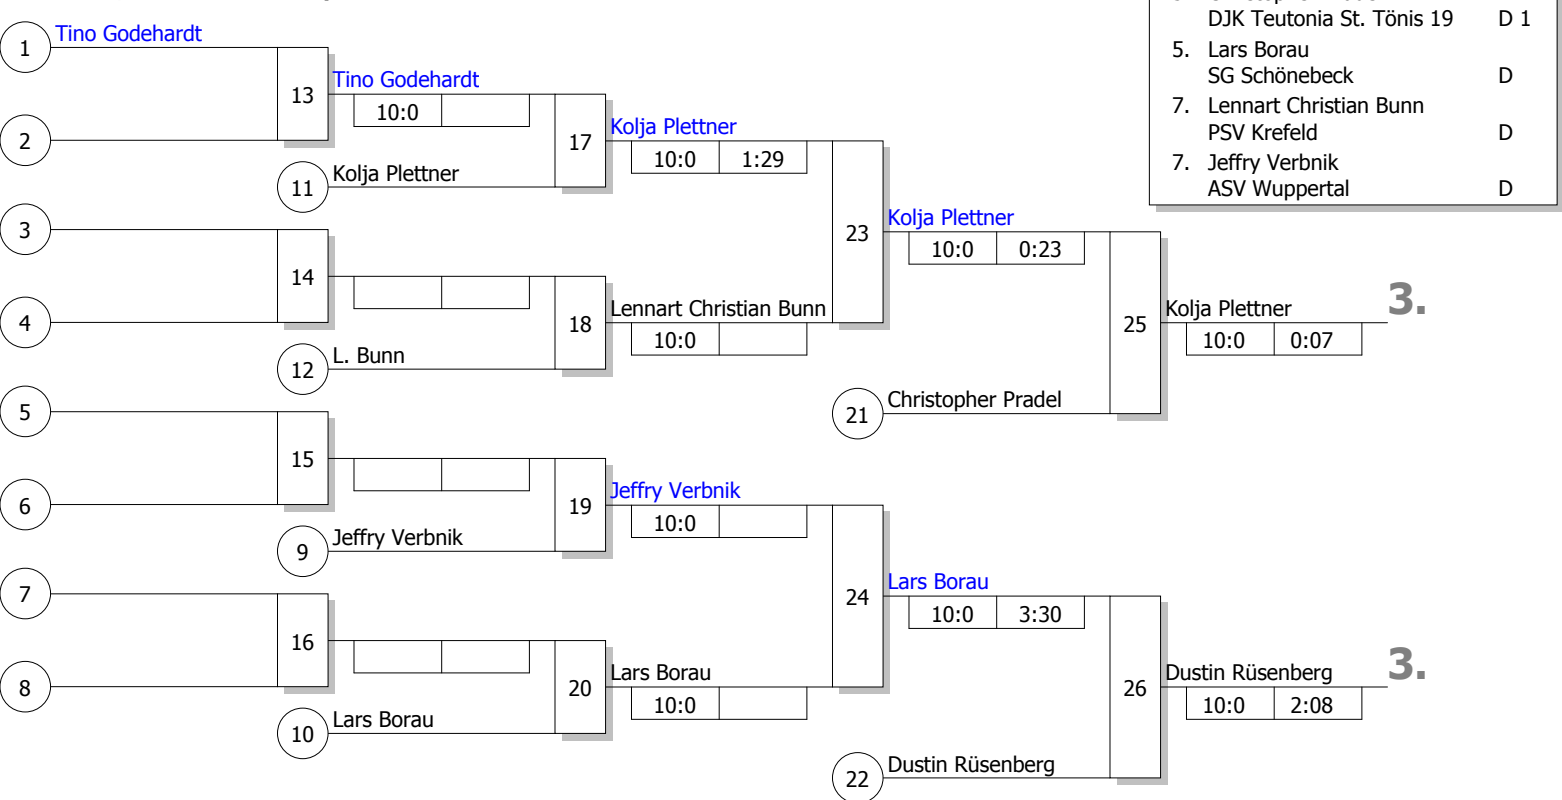 DJK Teutonia St. Tönis 19 D 1
5. Lars Borau
SG Schönebeck D
7. Lennart Christian Bunn
PSV Krefeld D
7. Jeffry Verbnik
ASV Wuppertal D
1 Tino Godehardt
13 Tino Godehardt
10:0
2
17 Kolja Plettner
10:0 1:29
11 Kolja Plettner
3
23 Kolja Plettner
10:0 0:23
14
4
18 Lennart Christian Bunn
10:0
12 L. Bunn
25 Kolja Plettner 3.
10:0 0:07
5
21 Christopher Pradel
15
6
19 Jeffry Verbnik
10:0
9 Jeffry Verbnik
7
24 Lars Borau
10:0 3:30
16
8
20 Lars Borau
10:0
10 Lars Borau
26 Dustin Rüsenberg 3.
10:0 2:08
22 Dustin Rüsenberg